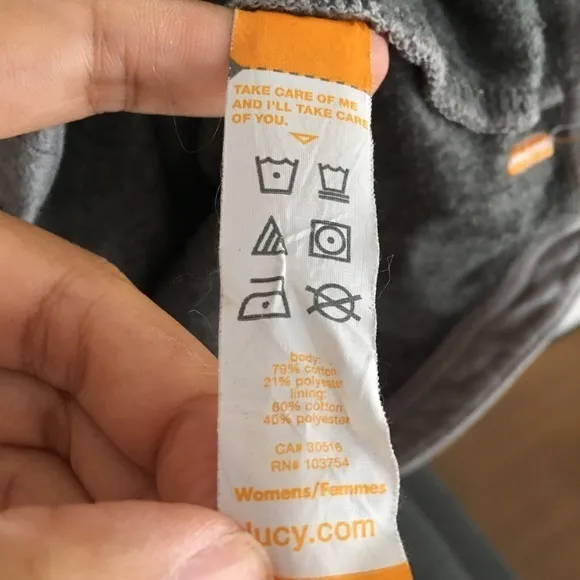 TAKE CARE OF ME
AND I'LL TAKE CARE
OF YOU.
body:
79% cotton
21% polyester
lining:
60% cotton
40% polyester
CA# 30516
RN# 103754
Womens/Femmes
lucy.com